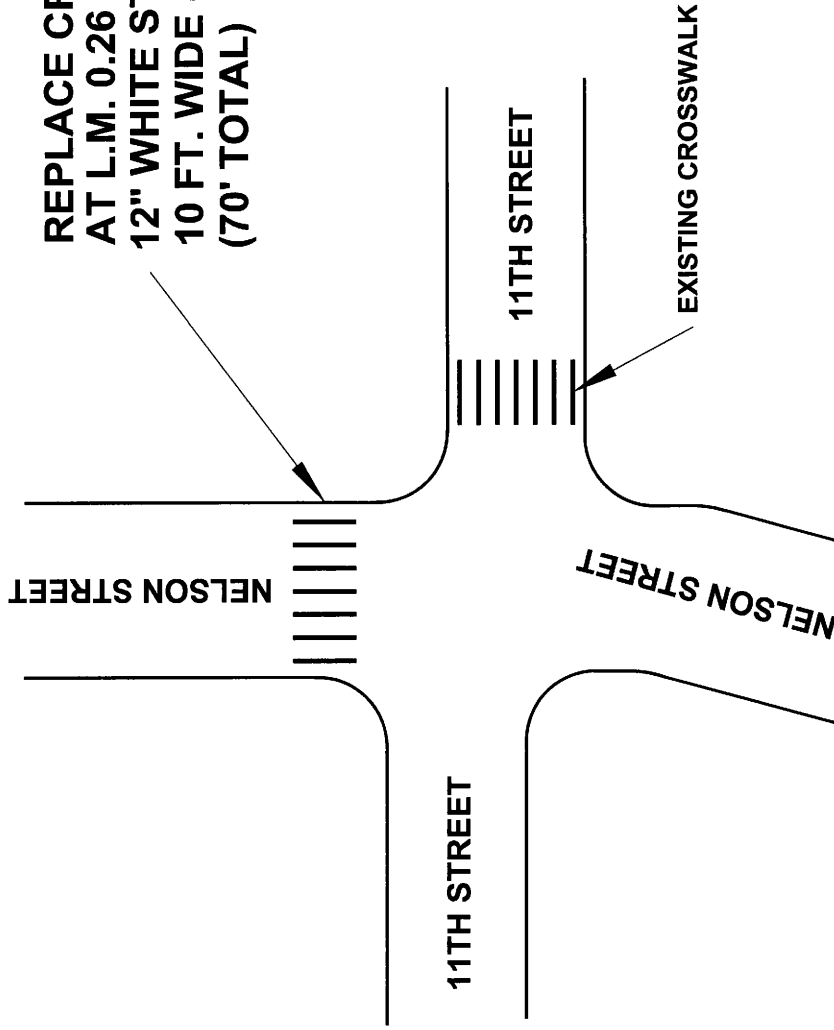 REPLACE CR
AT L.M. 0.26
12" WHITE ST
10 FT. WIDE
(70' TOTAL)
NELSON STREET
11TH STREET
EXISTING CROSSWALK
11TH STREET
NELSON STREET